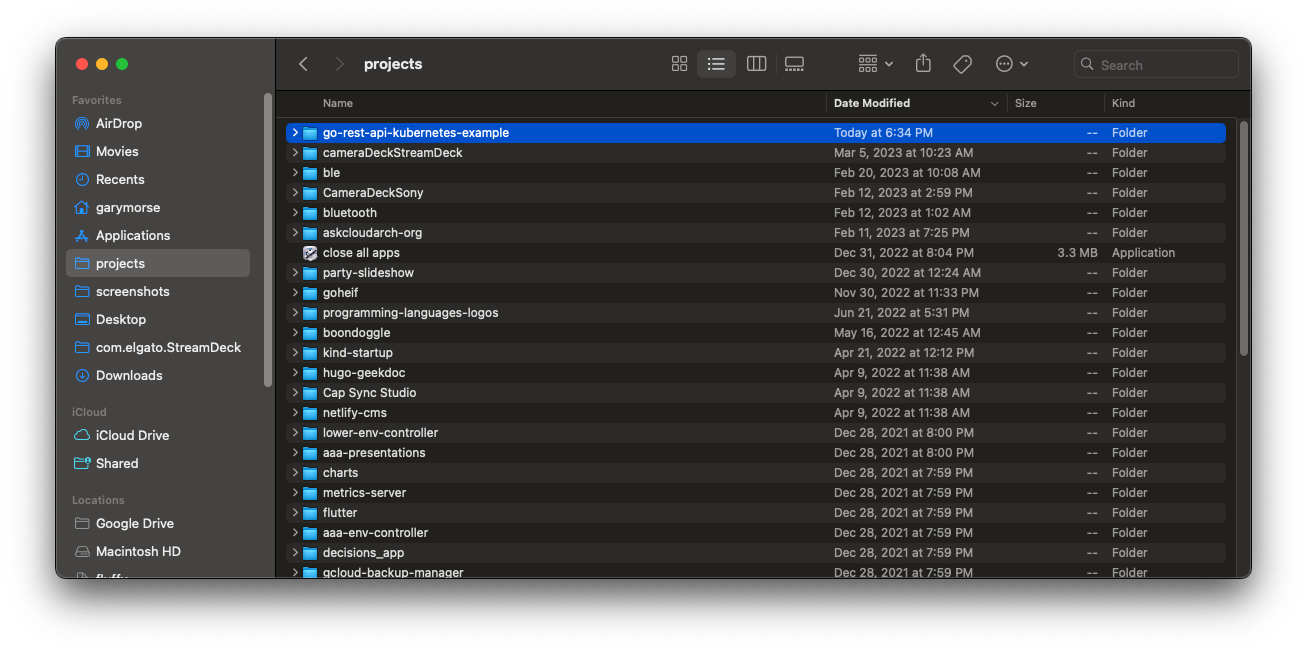 projects
Search
Favorites
AirDrop
Movies
Recents
garymorse
Applications
projects
screenshots
Desktop
com.elgato.StreamDeck
Downloads
iCloud
iCloud Drive
Shared
Locations
Google Drive
Macintosh HD
fluffy
Name Date Modified Size Kind
go-rest-api-kubernetes-example Today at 6:34 PM -- Folder
cameraDeckStreamDeck Mar 5, 2023 at 10:23 AM -- Folder
ble Feb 20, 2023 at 10:08 AM -- Folder
CameraDeckSony Feb 12, 2023 at 2:59 PM -- Folder
bluetooth Feb 12, 2023 at 1:02 AM -- Folder
askcloudarch-org Feb 11, 2023 at 7:25 PM -- Folder
close all apps Dec 31, 2022 at 8:04 PM 3.3 MB Application
party-slideshow Dec 30, 2022 at 12:24 AM -- Folder
goheif Nov 30, 2022 at 11:33 PM -- Folder
programming-languages-logos Jun 21, 2022 at 5:31 PM -- Folder
boondoggle May 16, 2022 at 12:45 AM -- Folder
kind-startup Apr 21, 2022 at 12:12 PM -- Folder
hugo-geekdoc Apr 9, 2022 at 11:38 AM -- Folder
Cap Sync Studio Apr 9, 2022 at 11:38 AM -- Folder
netlify-cms Apr 9, 2022 at 11:38 AM -- Folder
lower-env-controller Dec 28, 2021 at 8:00 PM -- Folder
aaa-presentations Dec 28, 2021 at 8:00 PM -- Folder
charts Dec 28, 2021 at 7:59 PM -- Folder
metrics-server Dec 28, 2021 at 7:59 PM -- Folder
flutter Dec 28, 2021 at 7:59 PM -- Folder
aaa-env-controller Dec 28, 2021 at 7:59 PM -- Folder
decisions_app Dec 28, 2021 at 7:59 PM -- Folder
gcloud-backup-manager Dec 28, 2021 at 7:59 PM -- Folder